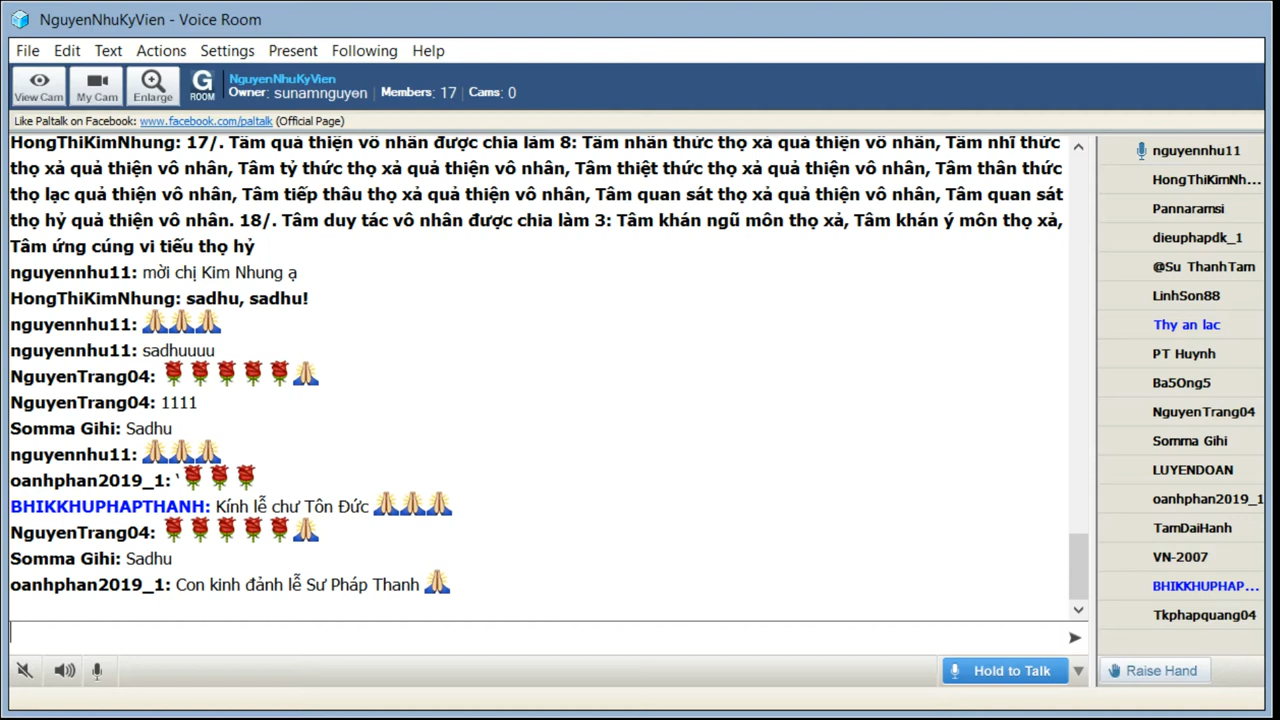 NguyenNhuKyVien - Voice Room
File Edit Text Actions Settings Present Following Help
View Cam My Cam Enlarge G ROOM NguyenNhuKyVien
Owner: sunamnguyen Members: 17 Cams: 0
Like Paltalk on Facebook: www.facebook.com/paltalk (Official Page)
HongThiKimNhung: 17/. Tâm quả thiện vô nhân được chia làm 8: Tâm nhãn thức thọ xả quả thiện vô nhân, Tâm nhĩ thức
thọ xả quả thiện vô nhân, Tâm tỷ thức thọ xả quả thiện vô nhân, Tâm thiệt thức thọ xả quả thiện vô nhân, Tâm thân thức
thọ lạc quả thiện vô nhân, Tâm tiếp thâu thọ xả quả thiện vô nhân, Tâm quan sát thọ xả quả thiện vô nhân, Tâm quan sát
thọ hỷ quả thiện vô nhân. 18/. Tâm duy tác vô nhân được chia làm 3: Tâm khán ngũ môn thọ xả, Tâm khán ý môn thọ xả,
Tâm ứng cúng vi tiếu thọ hỷ
nguyennhu11: mời chị Kim Nhung ạ
HongThiKimNhung: sadhu, sadhu!
nguyennhu11:
nguyennhu11: sadhuuuu
NguyenTrang04:
NguyenTrang04: 1111
Somma Gihi: Sadhu
nguyennhu11:
oanhphan2019_1: `
BHIKKHUPHAPTHANH: Kính lễ chư Tôn Đức
NguyenTrang04:
Somma Gihi: Sadhu
oanhphan2019_1: Con kinh đảnh lễ Sư Pháp Thanh
Hold to Talk
nguyennhu11
HongThiKimNh...
Pannaramsi
dieuphapdk_1
@Su ThanhTam
LinhSon88
Thy an lac
PT Huynh
Ba5Ong5
NguyenTrang04
Somma Gihi
LUYENDOAN
oanhphan2019_1
TamDaiHanh
VN-2007
BHIKKHUPHAP...
Tkphapquang04
Raise Hand